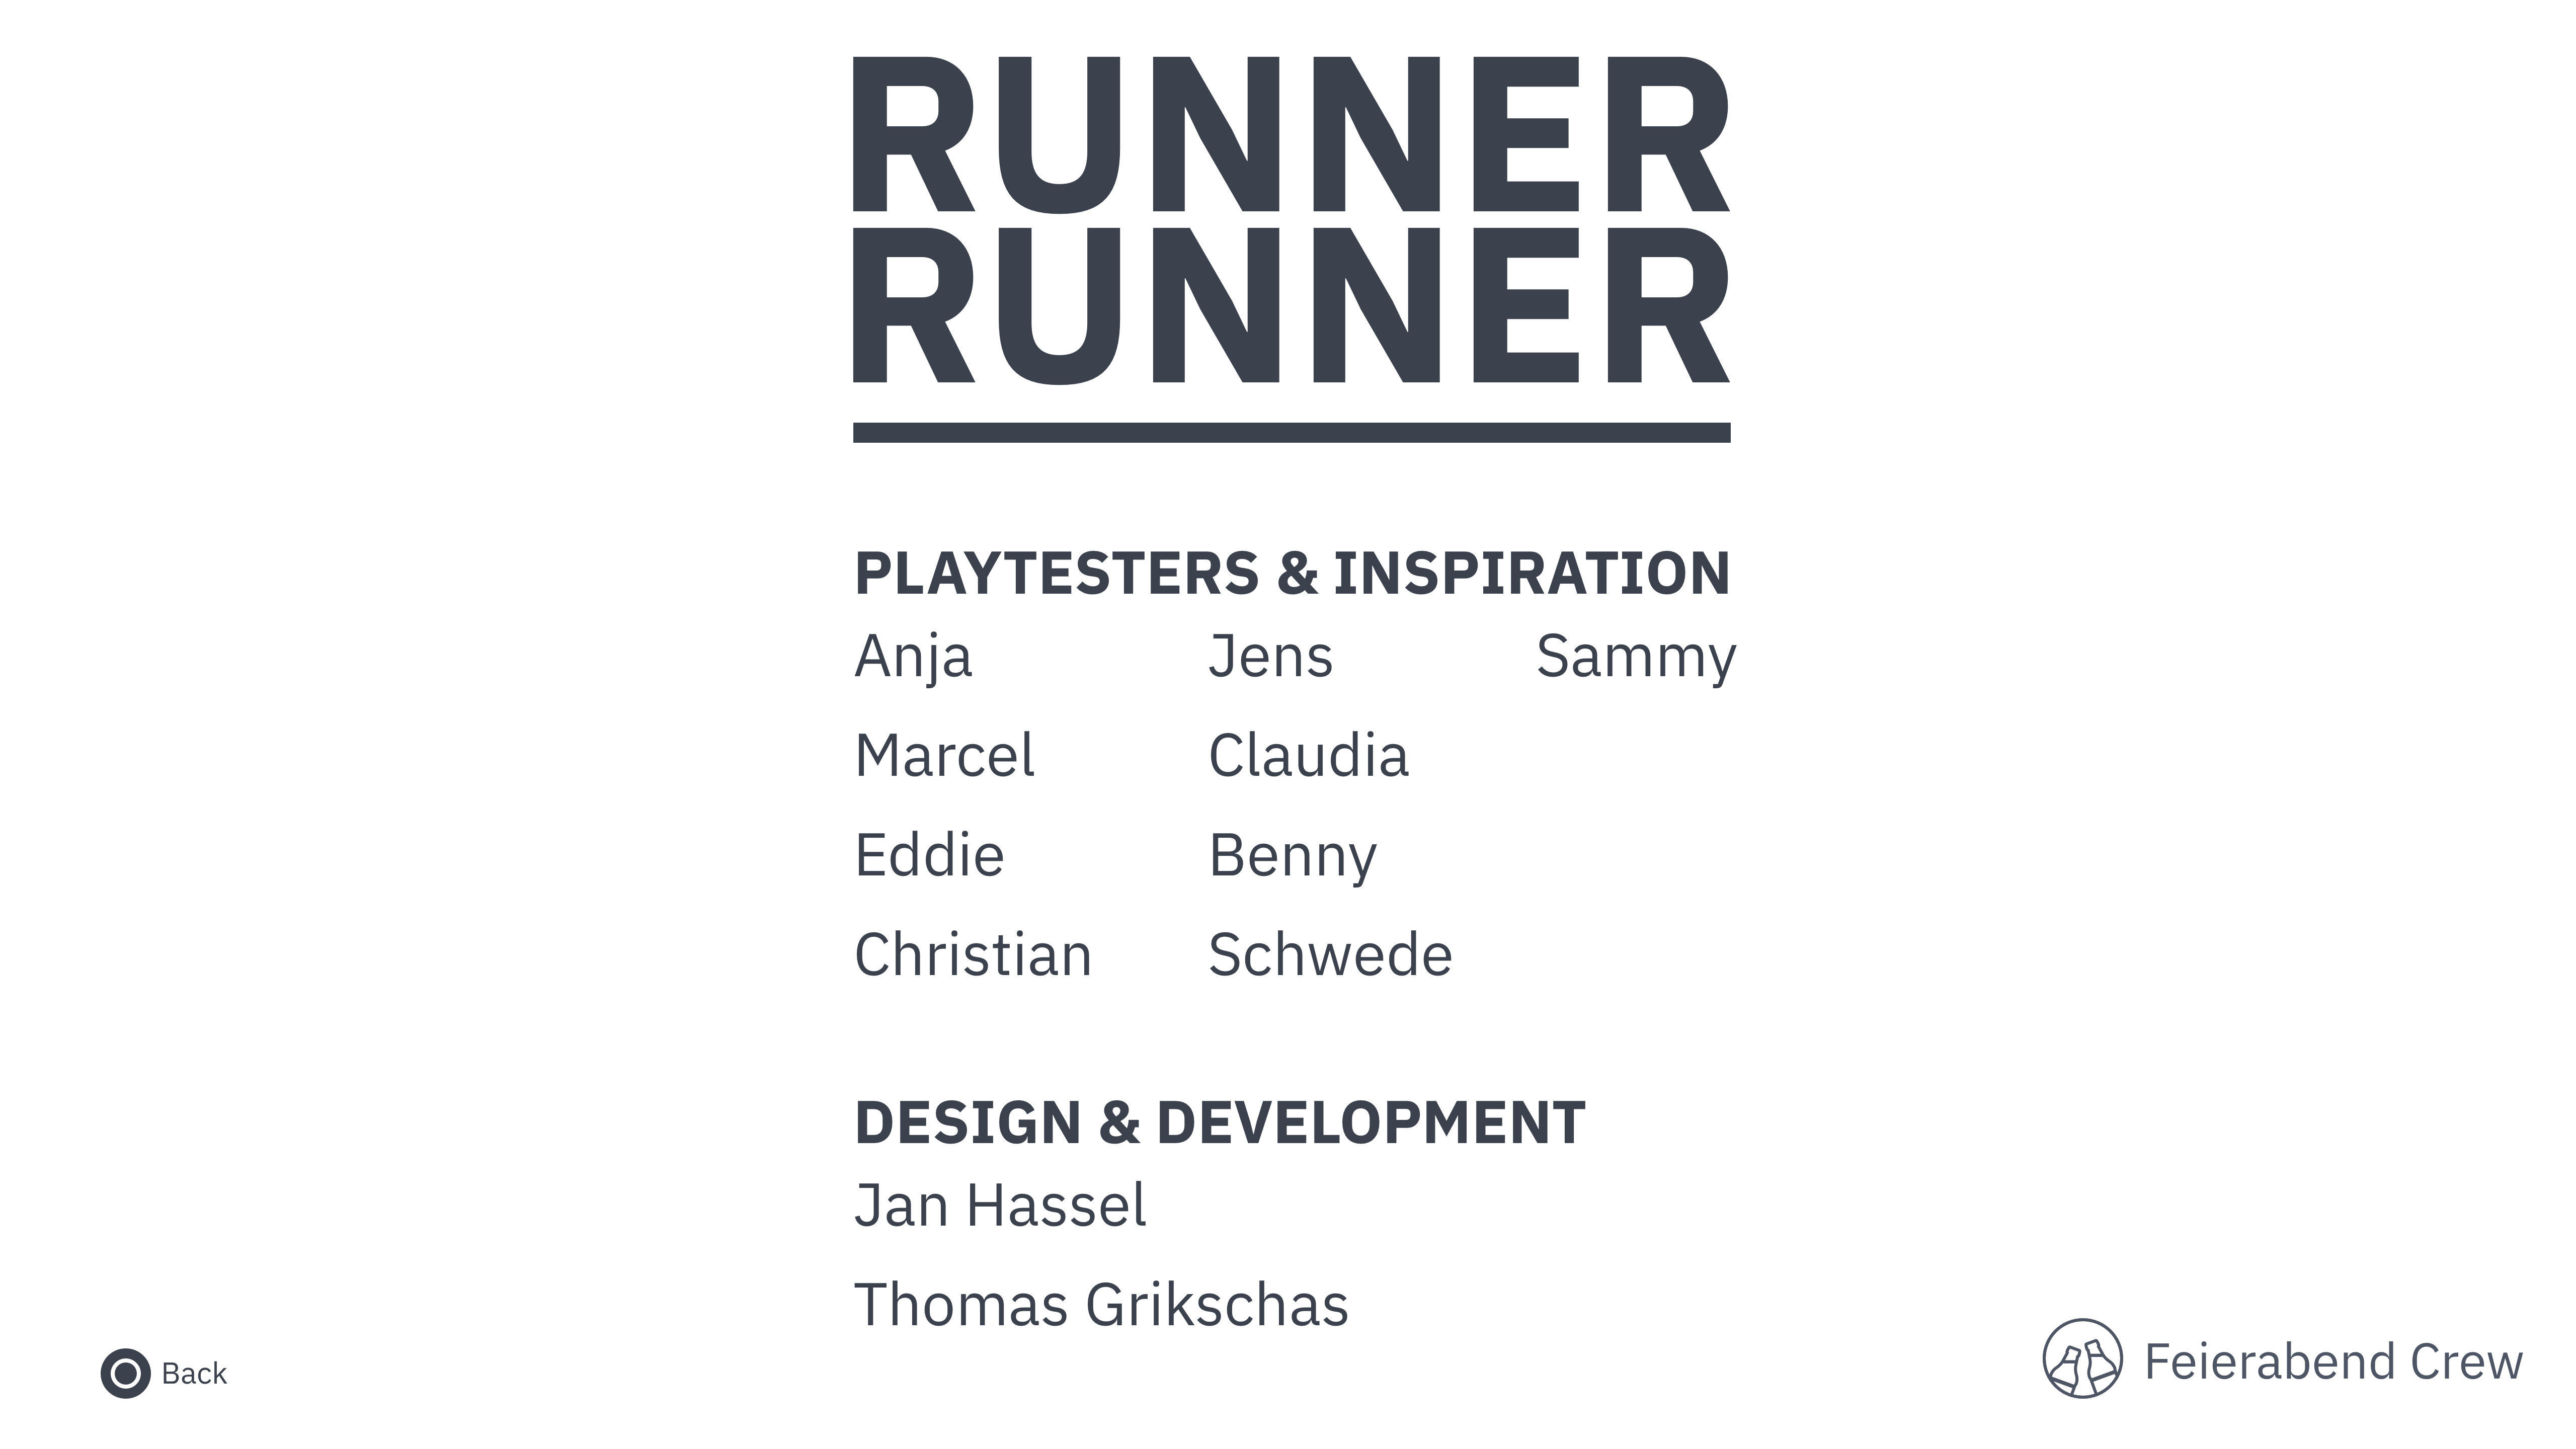 RUNNER
RUNNER
PLAYTESTERS & INSPIRATION
Anja Jens Sammy
Marcel Claudia
Eddie Benny
Christian Schwede
DESIGN & DEVELOPMENT
Jan Hassel
Thomas Grikschas
Back
Feierabend Crew